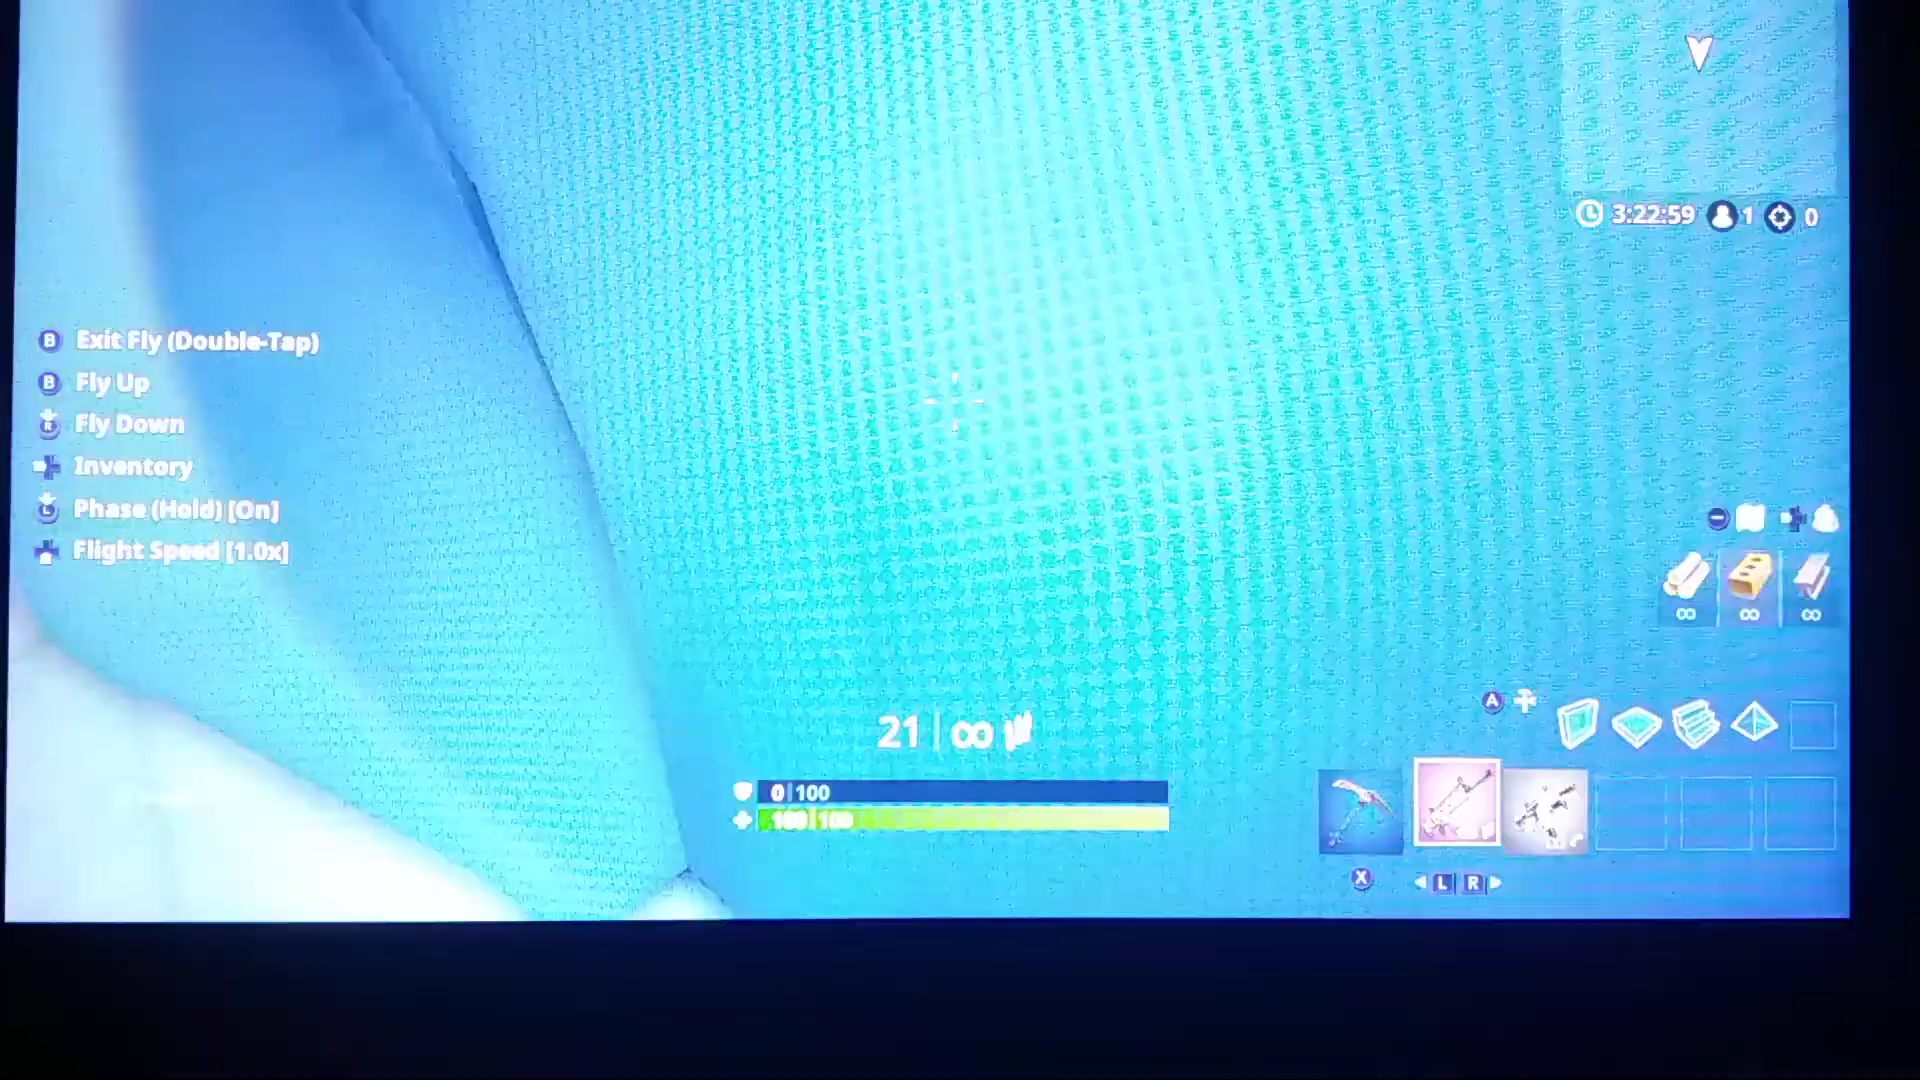 3:22:59 1 0
B Exit Fly (Double-Tap)
B Fly Up
R Fly Down
Inventory
L Phase (Hold) [On]
Flight Speed [1.0x]
∞ ∞ ∞
A
21 | ∞
0 | 100
100 | 100
∞
X L R